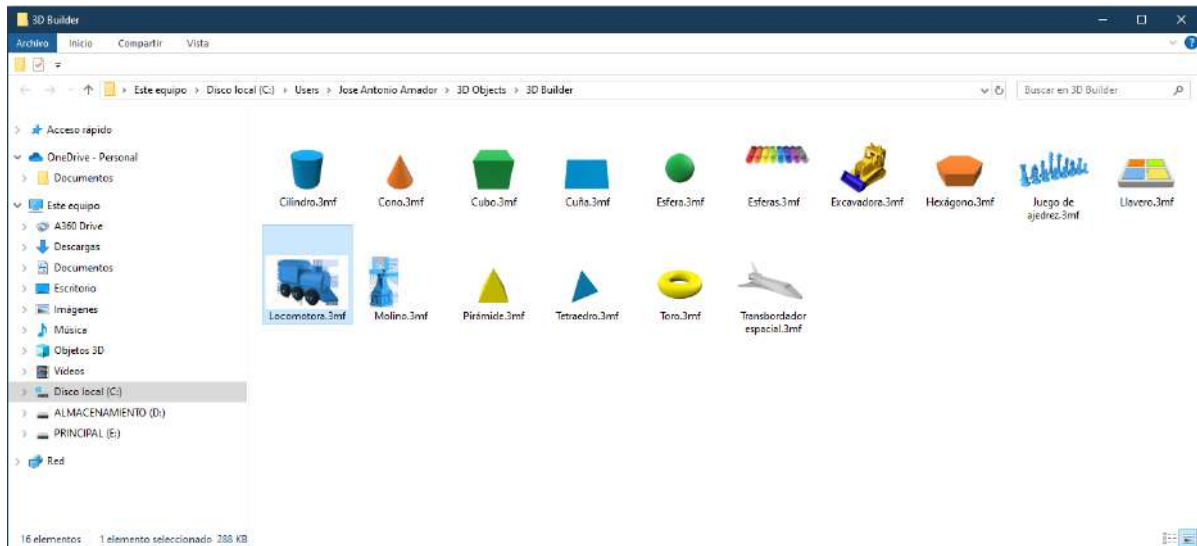 3D Builder
Archivo Inicio Compartir Vista
Este equipo > Disco local (C:) > Users > Jose Antonio Amador > 3D Objects > 3D Builder
Buscar en 3D Builder
Acceso rápido
OneDrive - Personal
Documentos
Este equipo
A360 Drive
Descargas
Documentos
Escritorio
Imágenes
Música
Objetos 3D
Vídeos
Disco local (C:)
ALMACENAMIENTO (D:)
PRINCIPAL (E:)
Red
Cilindro.3mf Cono.3mf Cubo.3mf Cuña.3mf Esfera.3mf Esferas.3mf Excavadora.3mf Hexágono.3mf Juego de ajedrez.3mf Llavero.3mf
Locomotora.3mf Molino.3mf Pirámide.3mf Tetraedro.3mf Toro.3mf Transbordador espacial.3mf
16 elementos 1 elemento seleccionado 288 KB